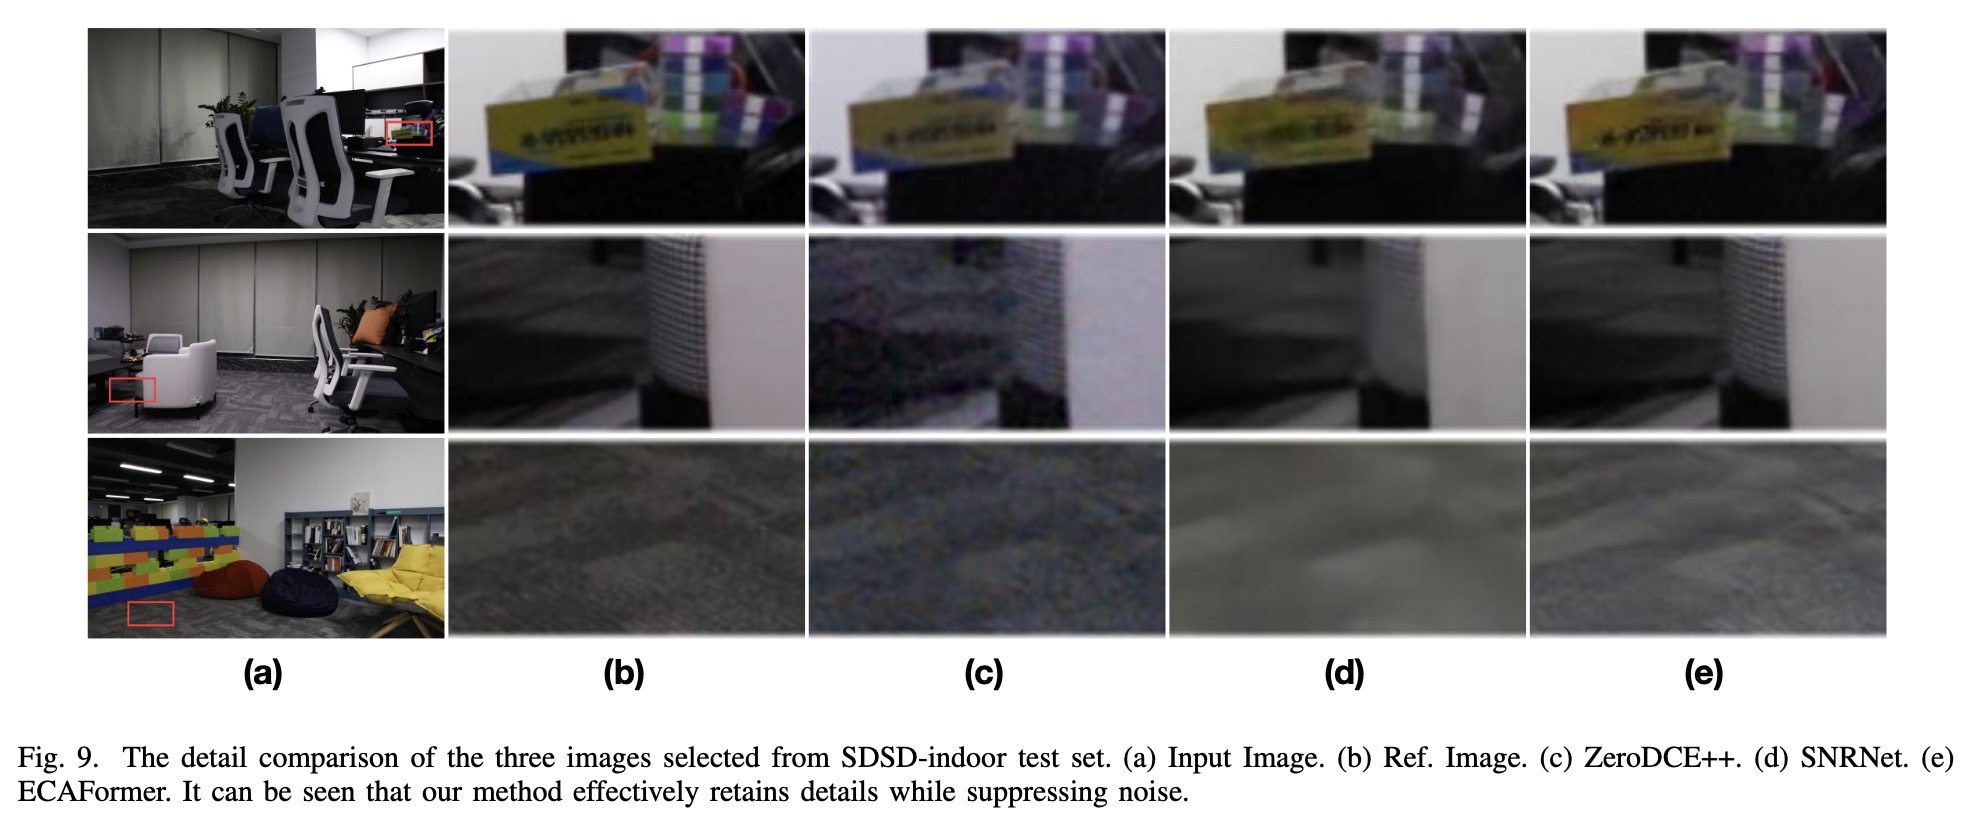 (a)
(b)
(c)
(d)
(e)
Fig. 9. The detail comparison of the three images selected from SDSD-indoor test set. (a) Input Image. (b) Ref. Image. (c) ZeroDCE++. (d) SNRNet. (e)
ECAFormer. It can be seen that our method effectively retains details while suppressing noise.